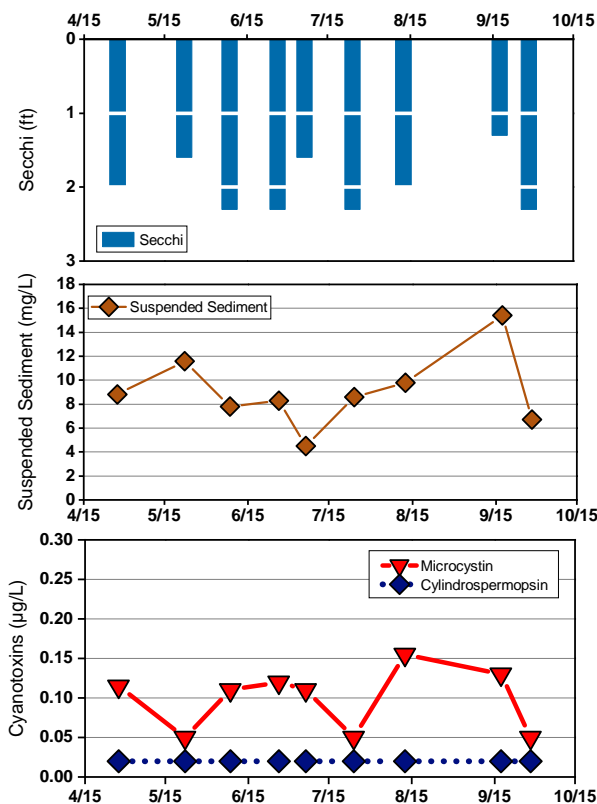 4/15 5/15 6/15 7/15 8/15 9/15 10/15
0
1
2
3
Secchi (ft)
Secchi
18
16
14
12
10
8
6
4
2
0
Suspended Sediment (mg/L)
Suspended Sediment
4/15 5/15 6/15 7/15 8/15 9/15 10/15
0.30
0.25
0.20
0.15
0.10
0.05
0.00
Cyanotoxins (µg/L)
Microcystin
Cylindrospermopsin
4/15 5/15 6/15 7/15 8/15 9/15 10/15